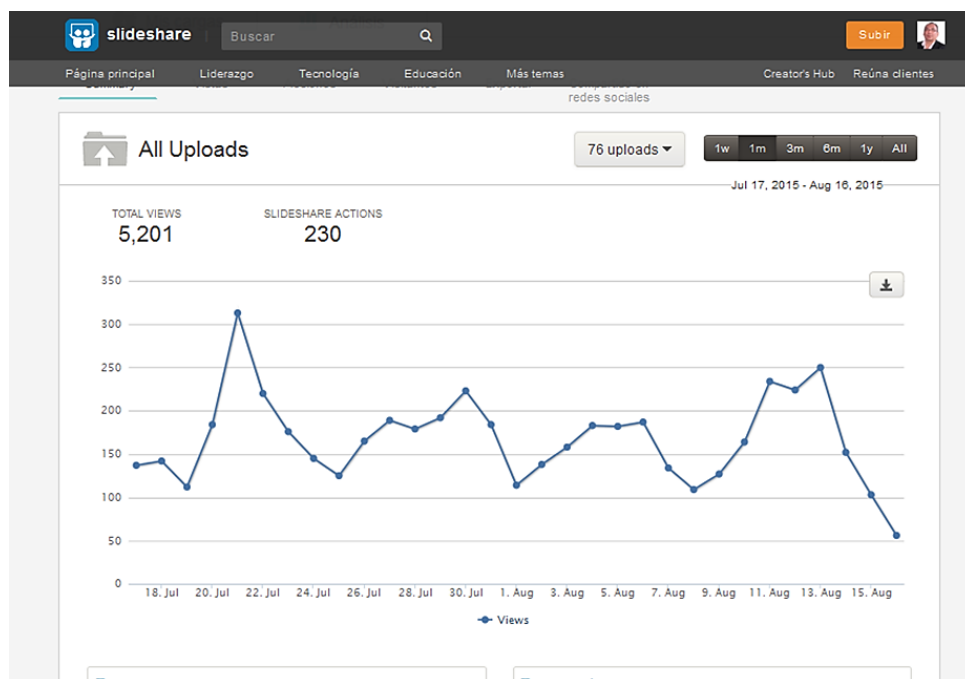 slideshare
Buscar
Subir
Página principal
Liderazgo
Tecnología
Educación
Más temas
Creator's Hub
Reúna clientes
Summary
redes sociales
All Uploads
76 uploads
1w 1m 3m 6m 1y All
Jul 17, 2015 - Aug 16, 2015
TOTAL VIEWS
5,201
SLIDESHARE ACTIONS
230
350
300
250
200
150
100
50
0
18. Jul 20. Jul 22. Jul 24. Jul 26. Jul 28. Jul 30. Jul 1. Aug 3. Aug 5. Aug 7. Aug 9. Aug 11. Aug 13. Aug 15. Aug
Views